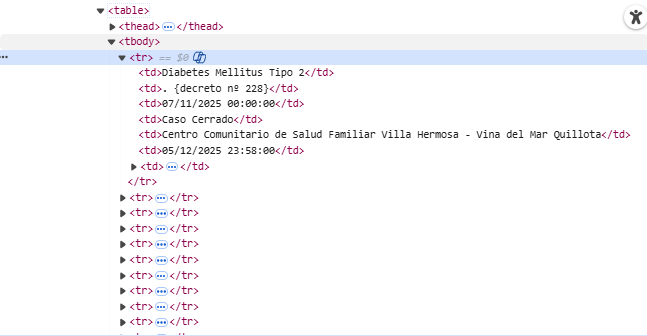 <table>
<thead> ••• </thead>
<tbody>
••• <tr> == $0
<td>Diabetes Mellitus Tipo 2</td>
<td>. {decreto nº 228}</td>
<td>07/11/2025 00:00:00</td>
<td>Caso Cerrado</td>
<td>Centro Comunitario de Salud Familiar Villa Hermosa - Vina del Mar Quillota</td>
<td>05/12/2025 23:58:00</td>
<td> ••• </td>
</tr>
<tr> ••• </tr>
<tr> ••• </tr>
<tr> ••• </tr>
<tr> ••• </tr>
<tr> ••• </tr>
<tr> ••• </tr>
<tr> ••• </tr>
<tr> ••• </tr>
<tr> ••• </tr>